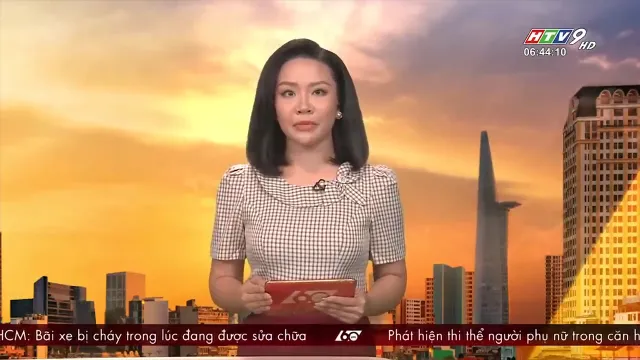 HTV9 HD
06:44:10
HCM: Bãi xe bị cháy trong lúc đang được sửa chữa
Phát hiện thi thể người phụ nữ trong căn